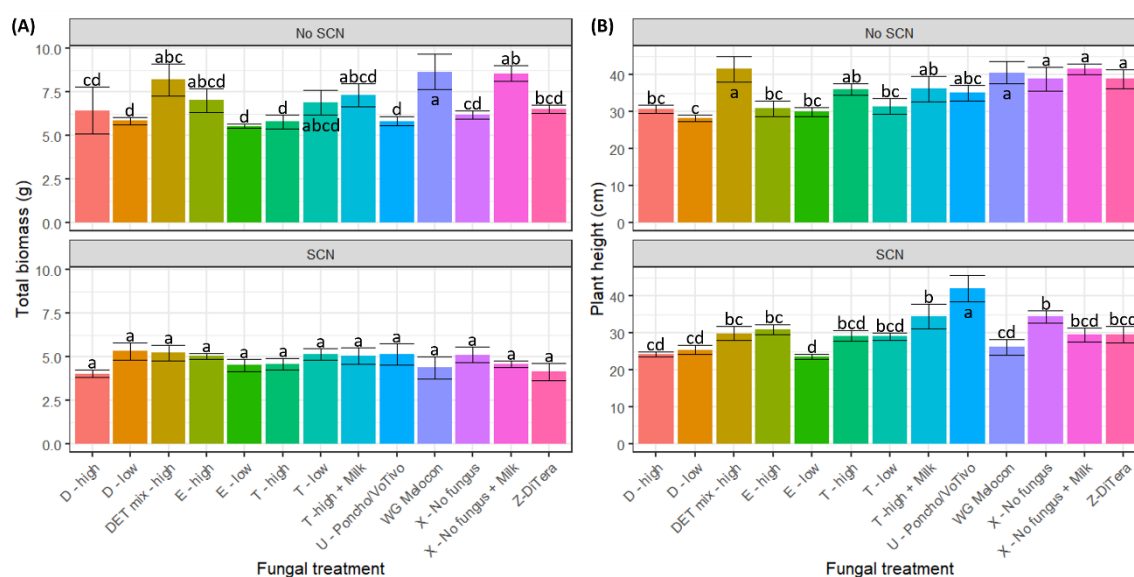 (A)
No SCN
10.0
7.5
5.0
2.5
0.0
cd
d
abc
abcd
d
d
abcd
abcd
d
a
cd
ab
bcd
Total biomass (g)
SCN
10.0
7.5
5.0
2.5
0.0
a
a
a
a
a
a
a
a
a
a
a
a
a
D - high
D - low
DET mix - high
E - high
E - low
T - high
T - low
T -high + Milk
U - Poncho/VoTivo
WG Melocon
X - No fungus
X - No fungus + Milk
Z-DiTera
Fungal treatment
(B)
No SCN
40
30
10
0
bc
c
a
bc
bc
abc
bc
abc
abc
a
a
a
a
Plant height (cm)
SCN
40
30
10
0
cd
cd
bc
bc
d
bcd
bcd
b
a
cd
b
bcd
bcd
D - high
D - low
DET mix - high
E - high
E - low
T - high
T - low
T -high + Milk
U - Poncho/VoTivo
WG Melocon
X - No fungus
X - No fungus + Milk
Z-DiTera
Fungal treatment